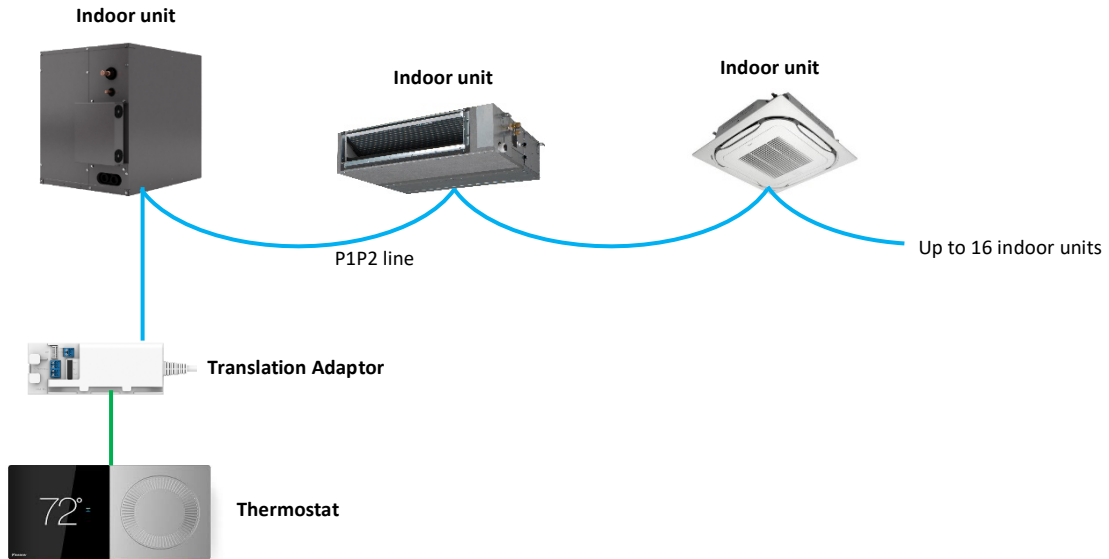 Indoor unit
Indoor unit
Indoor unit
P1P2 line
Up to 16 indoor units
Translation Adaptor
72°
Thermostat